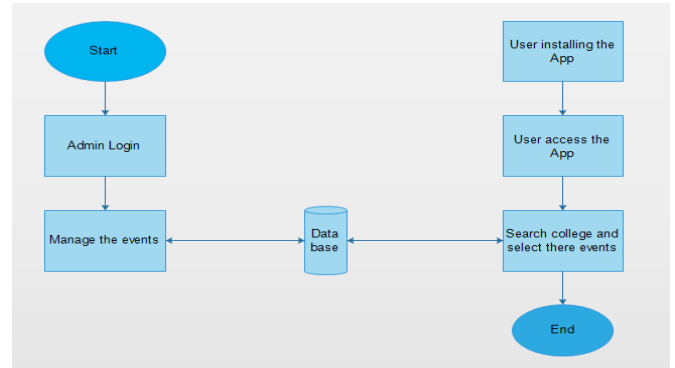 Start
Admin Login
Manage the events
Data
base
User installing the
App
User access the
App
Search college and
select there events
End